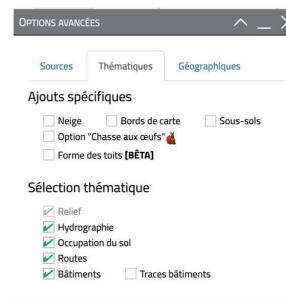 OPTIONS AVANCÉES
Sources Thématiques Géographiques
Ajouts spécifiques
Neige Bords de carte Sous-sols
Option "Chasse aux œufs"
Forme des toits [BÊTA]
Sélection thématique
Relief
Hydrographie
Occupation du sol
Routes
Bâtiments Traces bâtiments